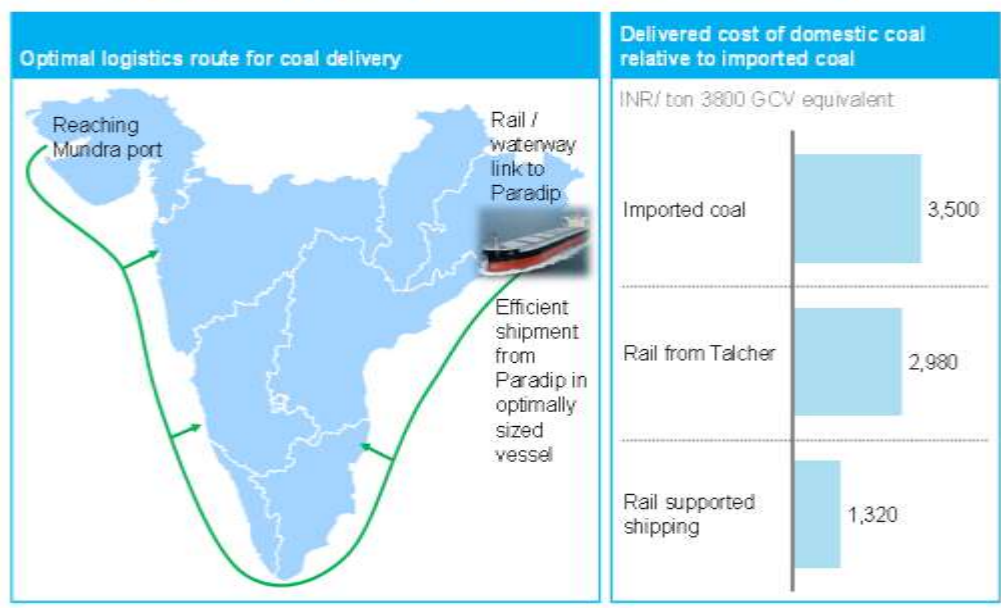 Optimal logistics route for coal delivery
Reaching
Mundra port
Rail /
waterway
link to
Paradip
Efficient
shipment
from
Paradip in
optimally
sized
vessel
Delivered cost of domestic coal
relative to imported coal
INR/ ton 3800 GCV equivalent
Imported coal
3,500
Rail from Talcher
2,980
Rail supported
shipping
1,320